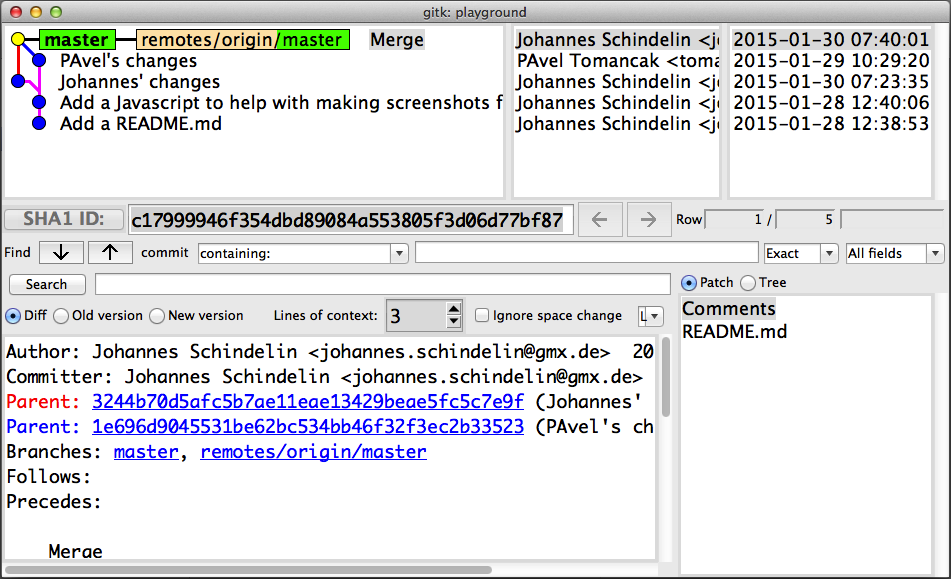 gitk: playground
master remotes/origin/master Merge Johannes Schindelin <j 2015-01-30 07:40:01
PAvel's changes PAvel Tomancak <toma 2015-01-29 10:29:20
Johannes' changes Johannes Schindelin <j 2015-01-30 07:23:35
Add a Javascript to help with making screenshots f Johannes Schindelin <j 2015-01-28 12:40:06
Add a README.md Johannes Schindelin <j 2015-01-28 12:38:53
SHA1 ID: c17999946f354dbd89084a553805f3d06d77bf87 Row 1 / 5
Find commit containing: Exact All fields
Search
Patch Tree
Diff Old version New version Lines of context: 3 Ignore space change L
Comments
README.md
Author: Johannes Schindelin <johannes.schindelin@gmx.de> 20
Committer: Johannes Schindelin <johannes.schindelin@gmx.de>
Parent: 3244b70d5afc5b7ae11eae13429beae5fc5c7e9f (Johannes'
Parent: 1e696d9045531be62bc534bb46f32f3ec2b33523 (PAvel's ch
Branches: master, remotes/origin/master
Follows:
Precedes:
Merge